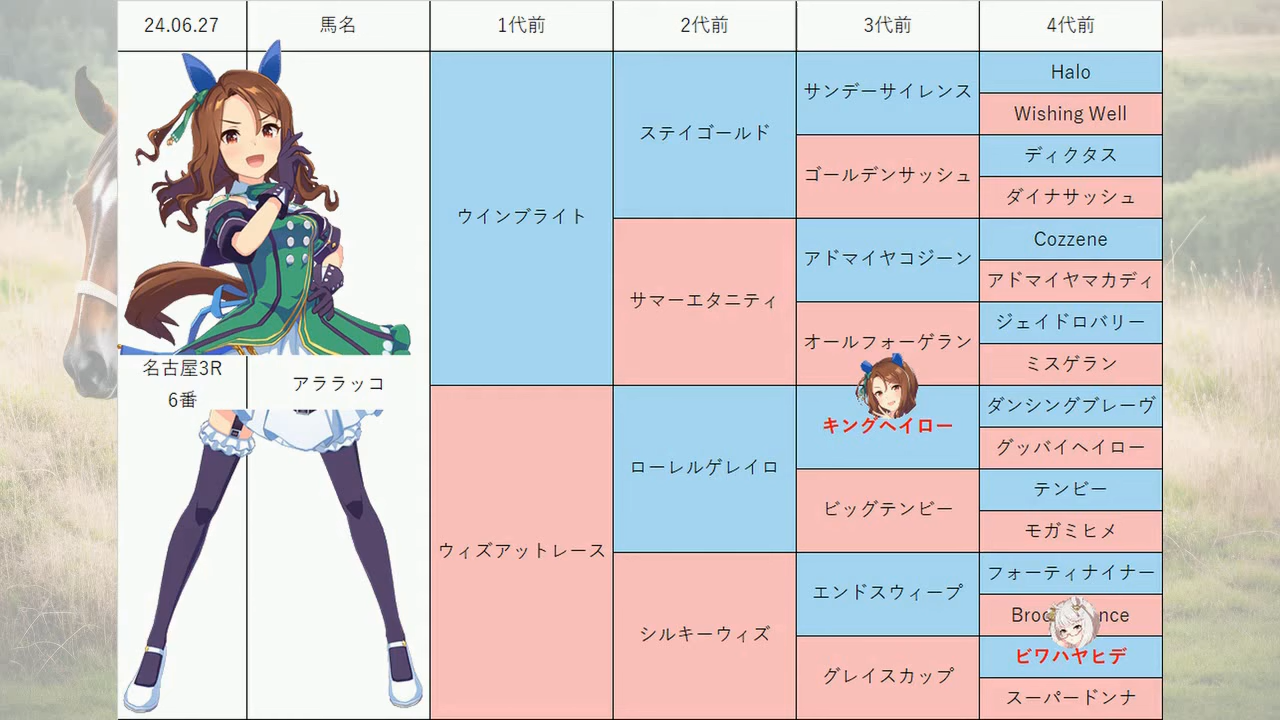 24.06.27
馬名
1代前
2代前
3代前
4代前
名古屋3R
6番
アララッコ
ウインブライト
ウィズアットレース
ステイゴールド
サマーエタニティ
ローレルゲレイロ
シルキーウィズ
サンデーサイレンス
ゴールデンサッシュ
アドマイヤコジーン
オールフォーゲラン
キングヘイロー
ビッグテンビー
エンドスウィープ
グレイスカップ
Halo
Wishing Well
ディクタス
ダイナサッシュ
Cozzene
アドマイヤマカディ
ジェイドロバリー
ミスゲラン
ダンシングブレーヴ
グッバイヘイロー
テンビー
モガミヒメ
フォーティナイナー
ビワハヤヒデ
スーパードンナ